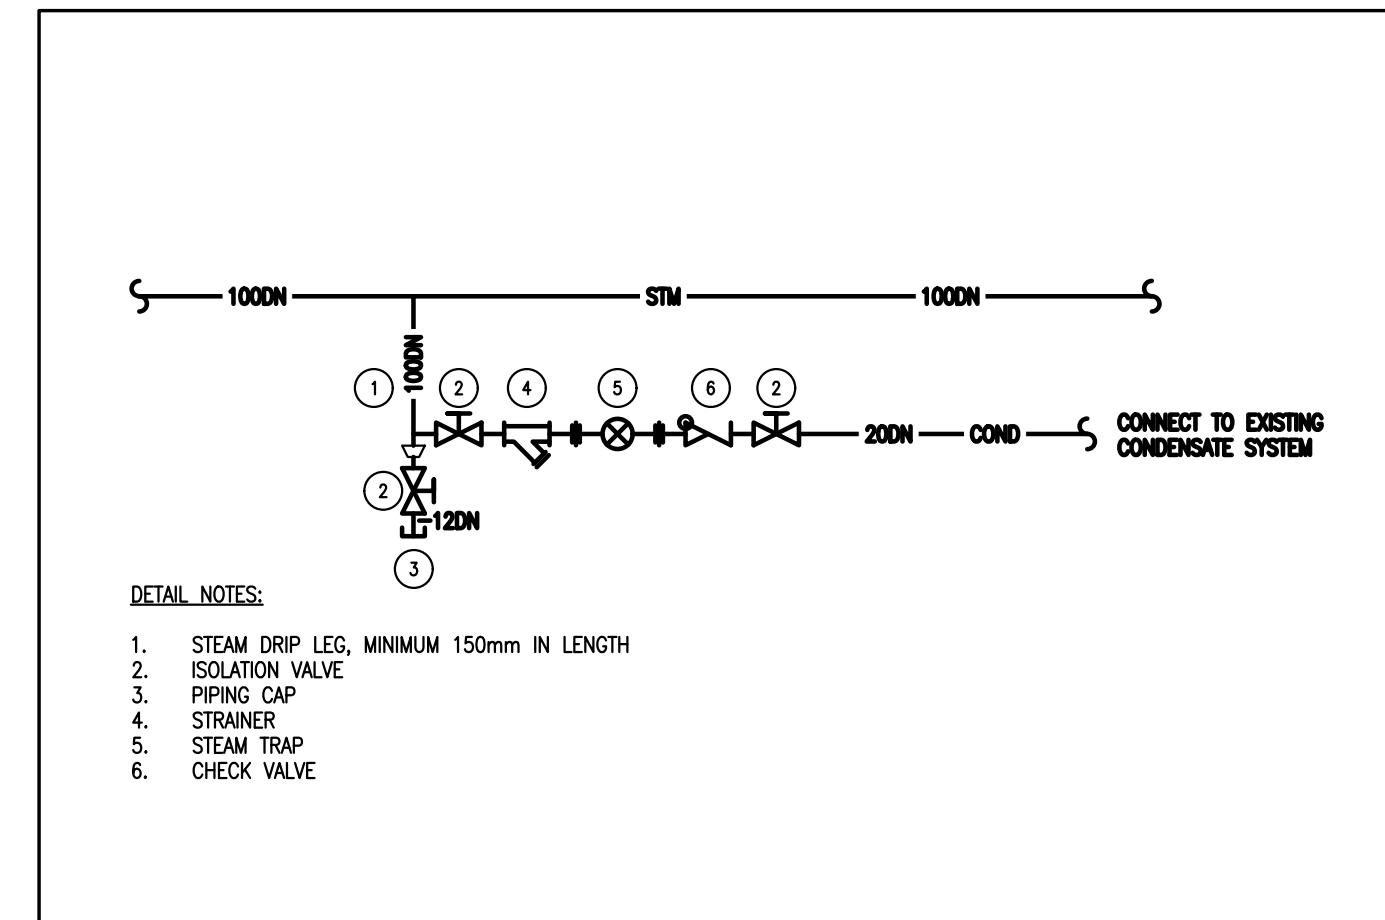 100DN STM 100DN
100DN
1 2 4 5 6 2
20DN COND
CONNECT TO EXISTING
CONDENSATE SYSTEM
2
12DN
3
DETAIL NOTES:
1. STEAM DRIP LEG, MINIMUM 150mm IN LENGTH
2. ISOLATION VALVE
3. PIPING CAP
4. STRAINER
5. STEAM TRAP
6. CHECK VALVE